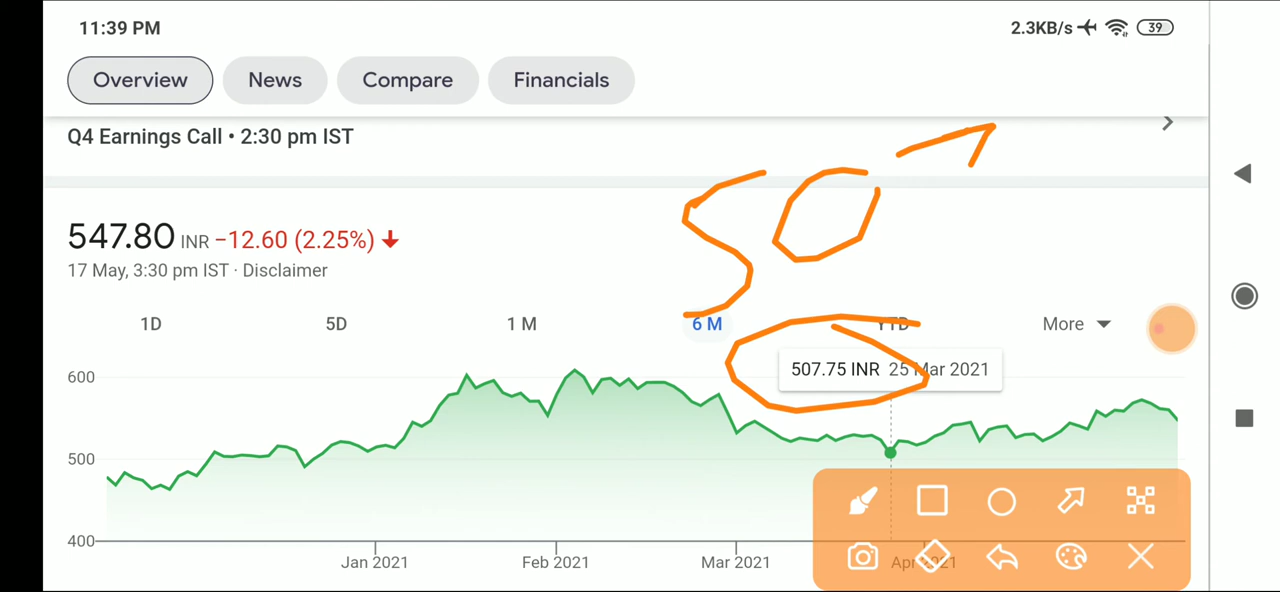 11:39 PM 2.3KB/s 39
Overview News Compare Financials
Q4 Earnings Call • 2:30 pm IST
507
547.80 INR −12.60 (2.25%)
17 May, 3:30 pm IST · Disclaimer
1D 5D 1 M 6 M YTD More
507.75 INR 25 Mar 2021
600
500
400
Jan 2021 Feb 2021 Mar 2021 Apr 2021